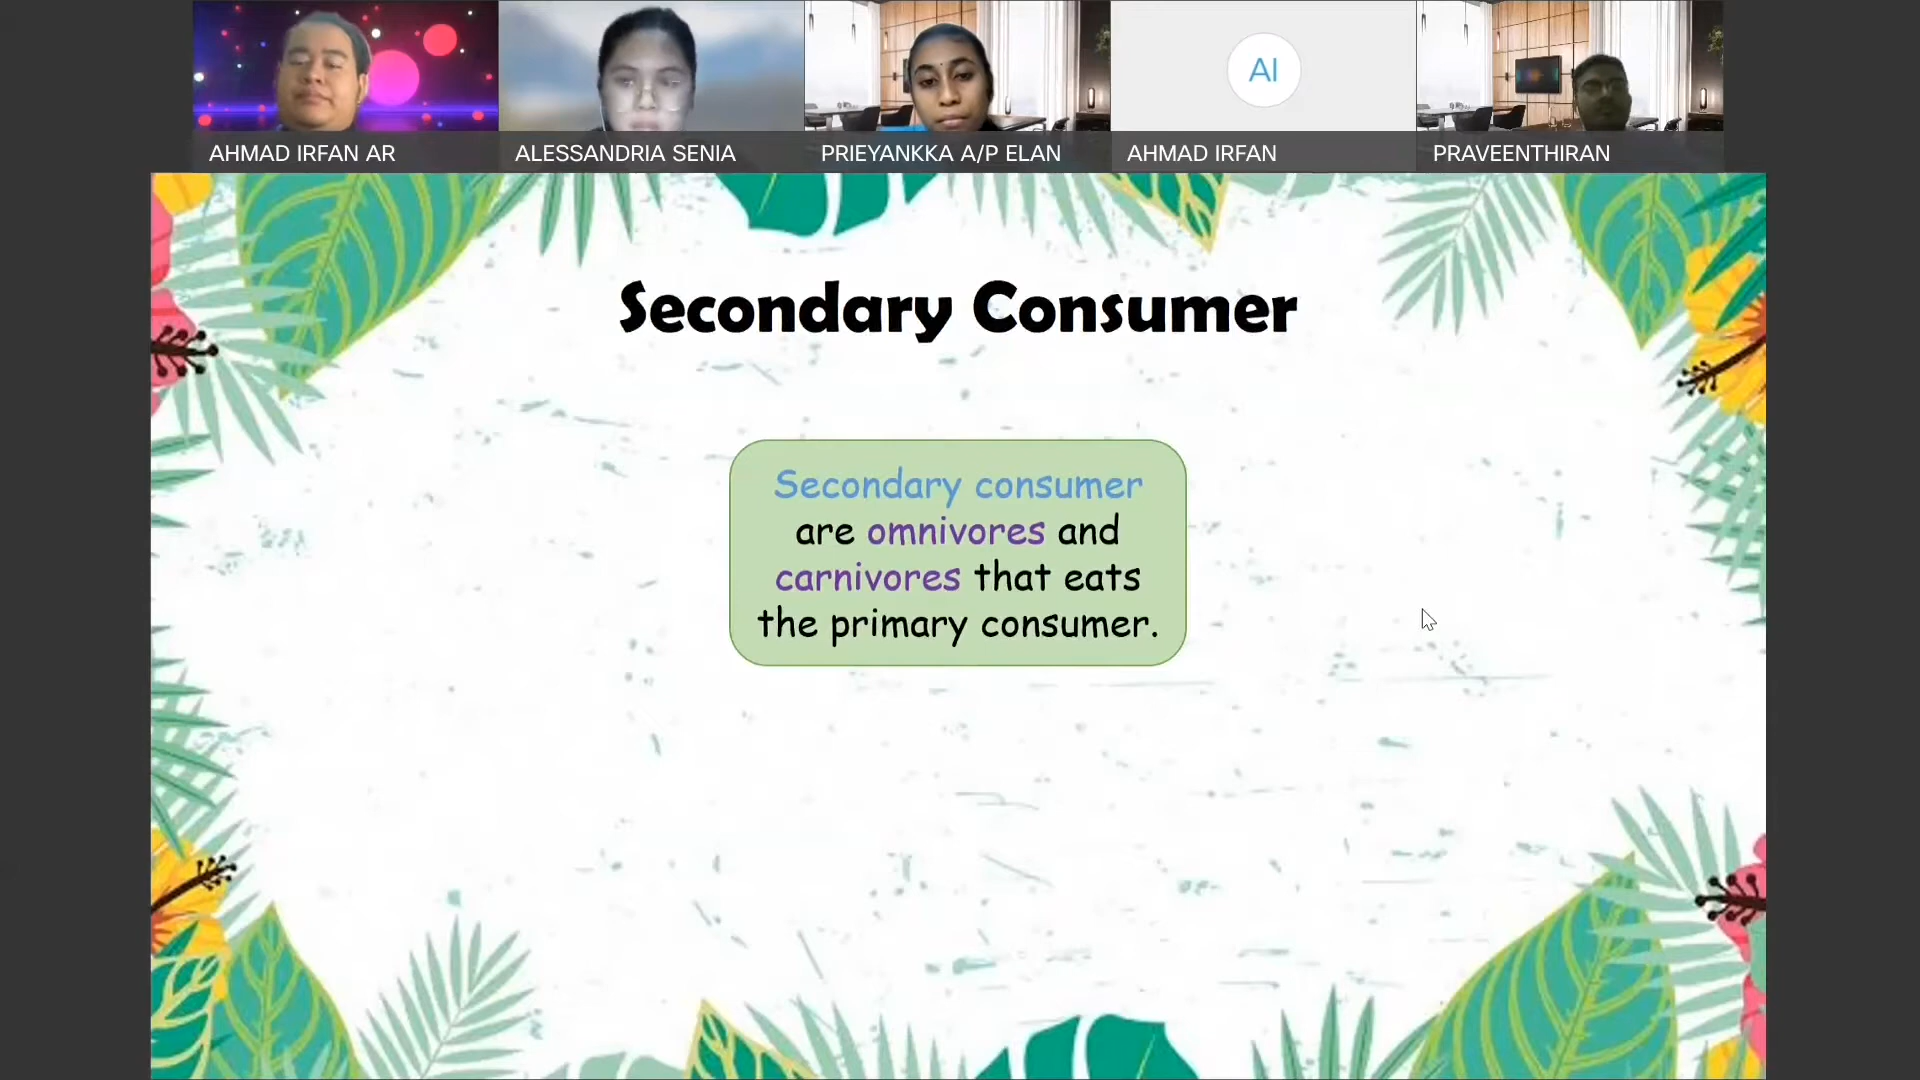 AHMAD IRFAN AR
ALESSANDRIA SENIA
PRIEYANKKA A/P ELAN
AI
AHMAD IRFAN
PRAVEENTHIRAN
Secondary Consumer
Secondary consumer
are omnivores and
carnivores that eats
the primary consumer.